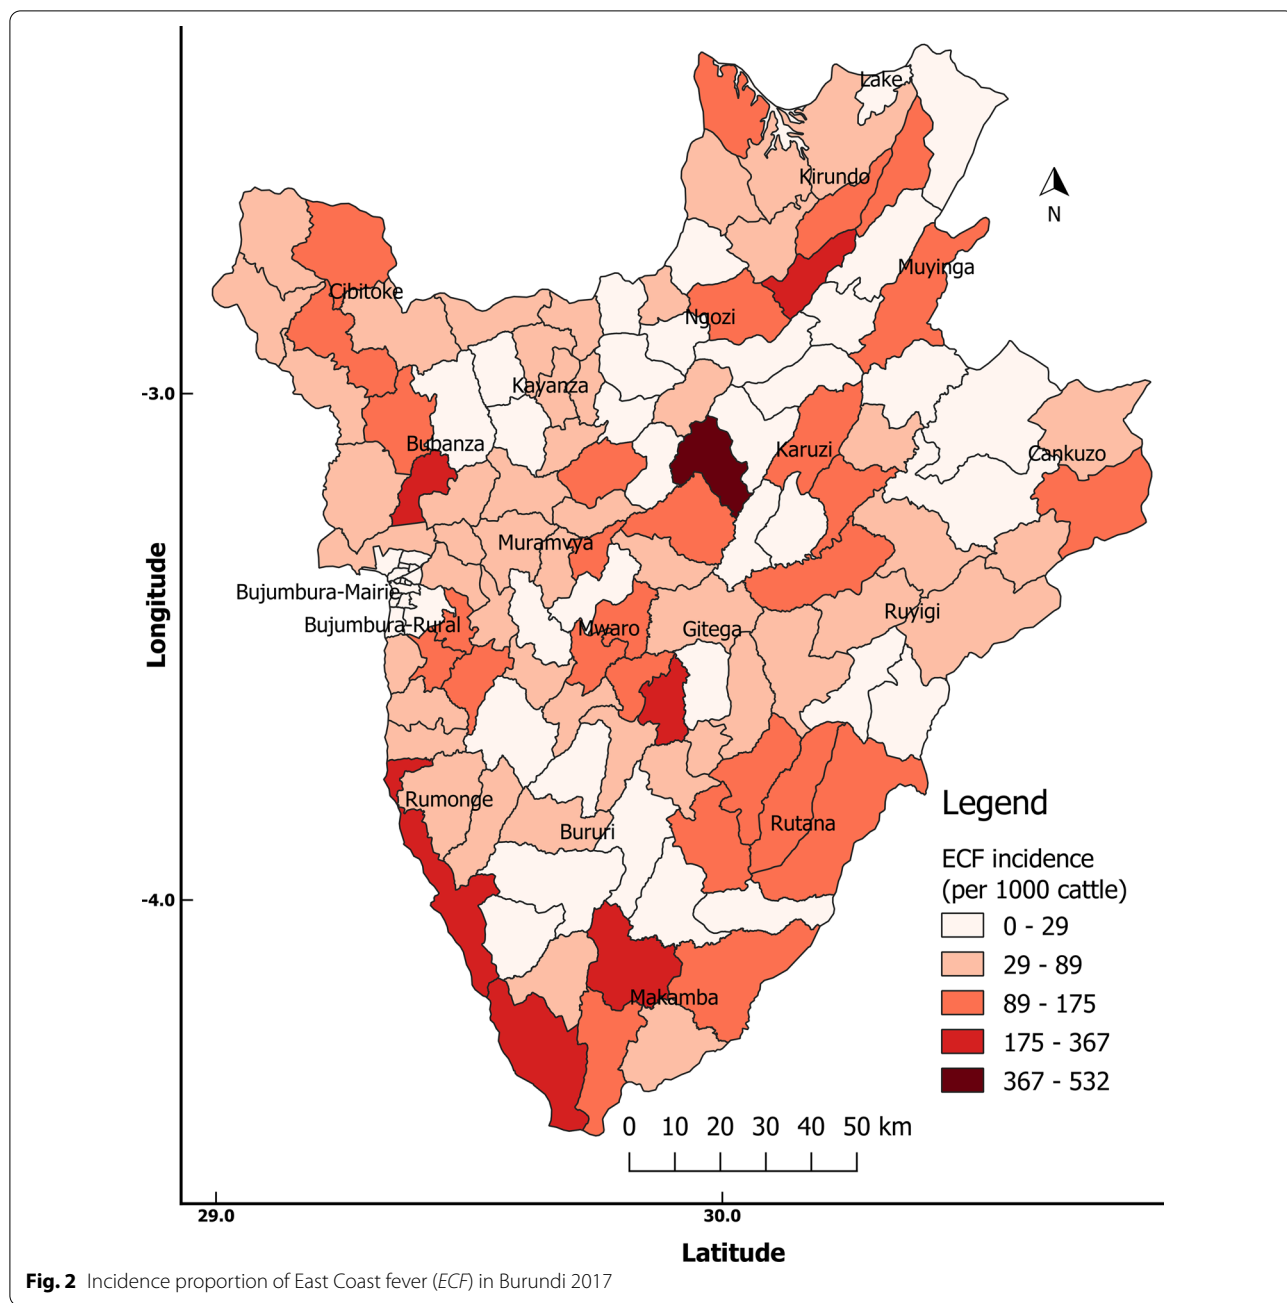 Lake
Kirundo
N
Muyinga
Cibitoke
Ngozi
Kayanza
-3.0
Bubanza
Karuzi
Cankuzo
Muramvya
Bujumbura-Mairie
Bujumbura-Rural
Mwaro
Gitega
Ruyigi
Longitude
Rumonge
Bururi
Rutana
Legend
ECF incidence
(per 1000 cattle)
-4.0
0 - 29
29 - 89
89 - 175
Makamba
175 - 367
367 - 532
0 10 20 30 40 50 km
29.0 30.0
Latitude
Fig. 2 Incidence proportion of East Coast fever (ECF) in Burundi 2017